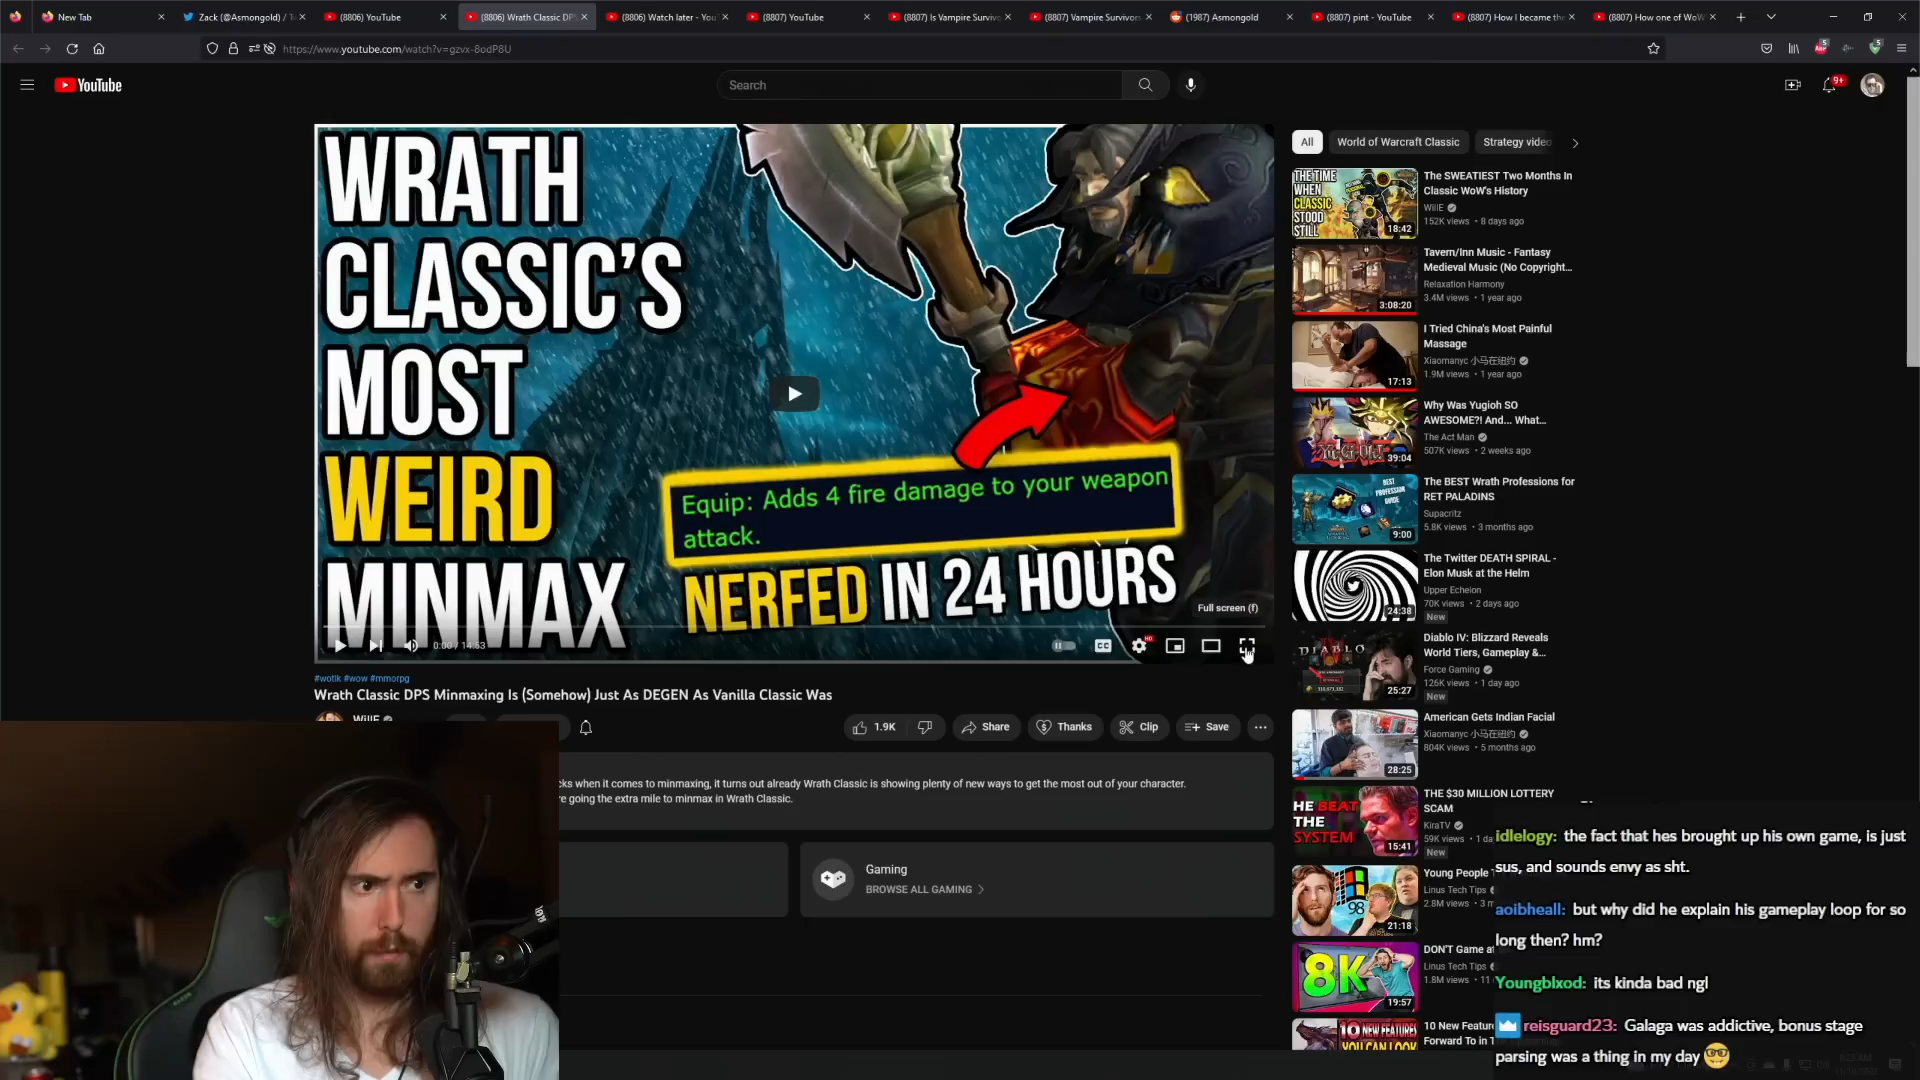 New Tab
Zack (@Asmongold) / T
(8806) YouTube
(8806) Wrath Classic DPS
(8806) Watch later - You
(8807) YouTube
(8807) Is Vampire Surviv
(8807) Vampire Survivors
(1987) Asmongold
(8807) pint - YouTube
(8807) How I became the
(8807) How one of WoW
https://www.youtube.com/watch?v=gzvx-8odP8U
YouTube
Search
9+
WRATH
CLASSIC'S
MOST
WEIRD
MINMAX
Equip: Adds 4 fire damage to your weapon
attack.
NERFED IN 24 HOURS
Full screen (f)
0:00 / 14:53
#wotlk #wow #mmorpg
Wrath Classic DPS Minmaxing Is (Somehow) Just As DEGEN As Vanilla Classic Was
WillE
1.9K
Share
Thanks
Clip
Save
cks when it comes to minmaxing, it turns out already Wrath Classic is showing plenty of new ways to get the most out of your character.
re going the extra mile to minmax in Wrath Classic.
Gaming
BROWSE ALL GAMING
All
World of Warcraft Classic
Strategy video
THE TIME
WHEN
CLASSIC
STOOD
STILL
18:42
The SWEATIEST Two Months In
Classic WoW's History
WillE
152K views • 8 days ago
3:08:20
Tavern/Inn Music - Fantasy
Medieval Music (No Copyright...
Relaxation Harmony
3.4M views • 1 year ago
17:13
I Tried China's Most Painful
Massage
Xiaomanyc 小马在纽约
1.9M views • 1 year ago
39:04
Why Was Yugioh SO
AWESOME?! And... What...
The Act Man
507K views • 2 weeks ago
BEST
PROFESSION
GUIDE
9:00
The BEST Wrath Professions for
RET PALADINS
Supacritz
5.8K views • 3 months ago
24:38
The Twitter DEATH SPIRAL -
Elon Musk at the Helm
Upper Echelon
70K views • 2 days ago
New
DIABLO
25:27
Diablo IV: Blizzard Reveals
World Tiers, Gameplay &...
Force Gaming
126K views • 1 day ago
New
28:25
American Gets Indian Facial
Xiaomanyc 小马在纽约
804K views • 5 months ago
HE BEAT
THE
SYSTEM
15:41
THE $30 MILLION LOTTERY
SCAM
KiraTV
59K views • 1 da
New
98
21:18
Young People
Linus Tech Tips
2.8M views • 3 m
8K
19:57
DON'T Game a
Linus Tech Tips
1.8M views • 11
10 NEW FEATURES
YOU CAN LOOK
10 New Featur
Forward To in
idlelogy: the fact that hes brought up his own game, is just
sus, and sounds envy as sht.
aoibheall: but why did he explain his gameplay loop for so
long then? hm?
Youngblxod: its kinda bad ngl
reisguard23: Galaga was addictive, bonus stage
parsing was a thing in my day